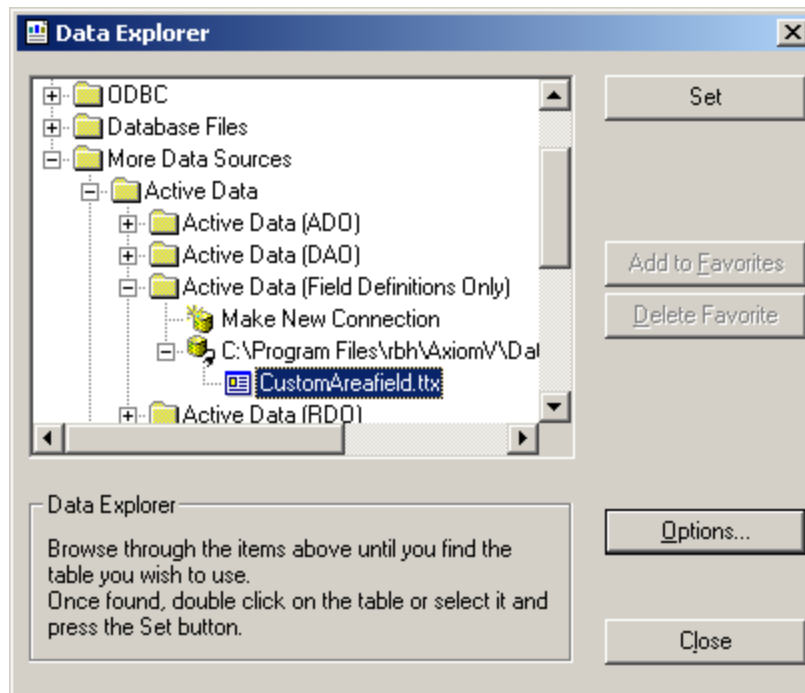 Data Explorer
ODBC
Database Files
More Data Sources
Active Data
Active Data (ADO)
Active Data (DAO)
Active Data (Field Definitions Only)
Make New Connection
C:\Program Files\rbh\AxiomV\Dat
CustomAreafield.ttx
Active Data (RDO)
Set
Add to Favorites
Delete Favorite
Data Explorer
Browse through the items above until you find the
table you wish to use.
Once found, double click on the table or select it and
press the Set button.
Options...
Close